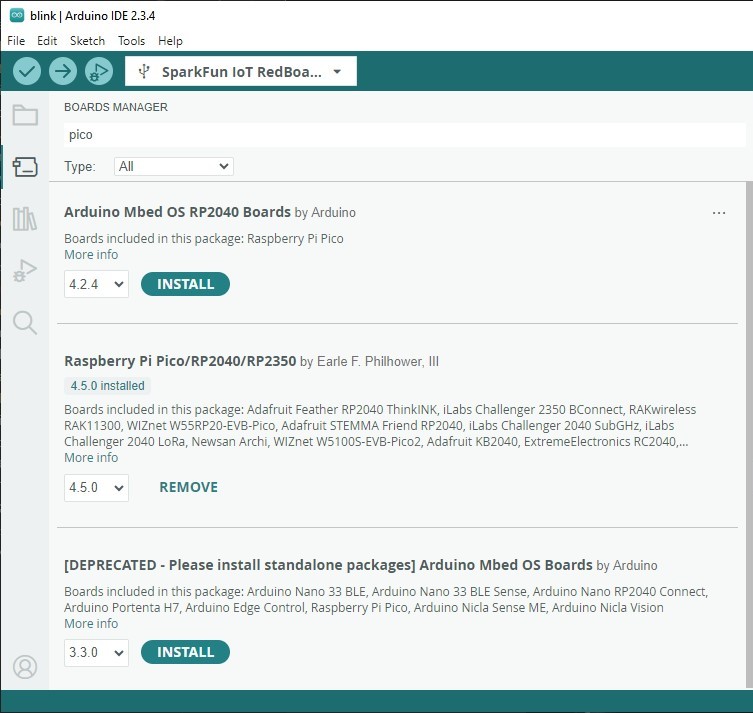 blink | Arduino IDE 2.3.4
File Edit Sketch Tools Help
SparkFun IoT RedBoa...
BOARDS MANAGER
pico
Type: All
Arduino Mbed OS RP2040 Boards by Arduino
...
Boards included in this package: Raspberry Pi Pico
More info
4.2.4 INSTALL
Raspberry Pi Pico/RP2040/RP2350 by Earle F. Philhower, III
4.5.0 installed
Boards included in this package: Adafruit Feather RP2040 ThinkINK, iLabs Challenger 2350 BConnect, RAKwireless
RAK11300, WIZnet W55RP20-EVB-Pico, Adafruit STEMMA Friend RP2040, iLabs Challenger 2040 SubGHz, iLabs
Challenger 2040 LoRa, Newsan Archi, WIZnet W5100S-EVB-Pico2, Adafruit KB2040, ExtremeElectronics RC2040,...
More info
4.5.0 REMOVE
[DEPRECATED - Please install standalone packages] Arduino Mbed OS Boards by Arduino
Boards included in this package: Arduino Nano 33 BLE, Arduino Nano 33 BLE Sense, Arduino Nano RP2040 Connect,
Arduino Portenta H7, Arduino Edge Control, Raspberry Pi Pico, Arduino Nicla Sense ME, Arduino Nicla Vision
More info
3.3.0 INSTALL